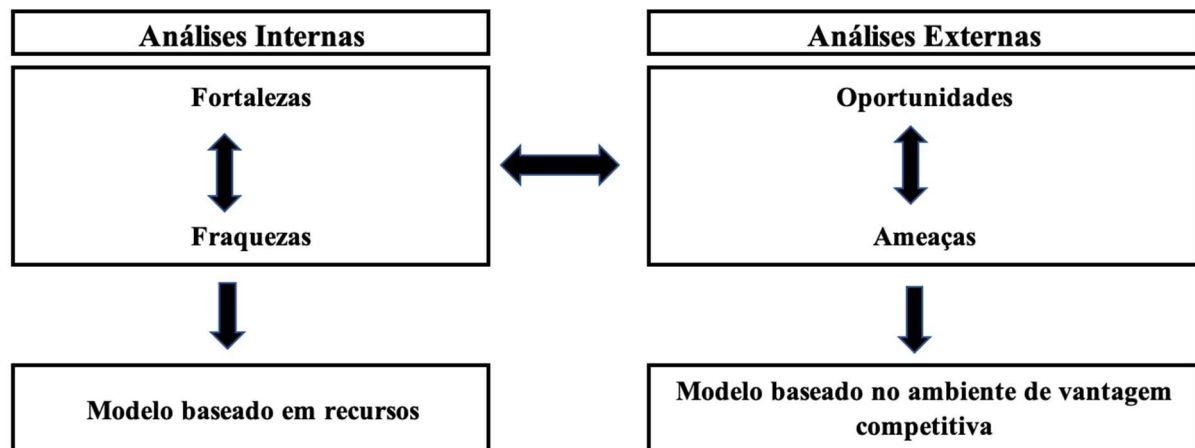 Análises Internas
Análises Externas
Fortalezas
Fraquezas
Oportunidades
Ameaças
Modelo baseado em recursos
Modelo baseado no ambiente de vantagem
competitiva